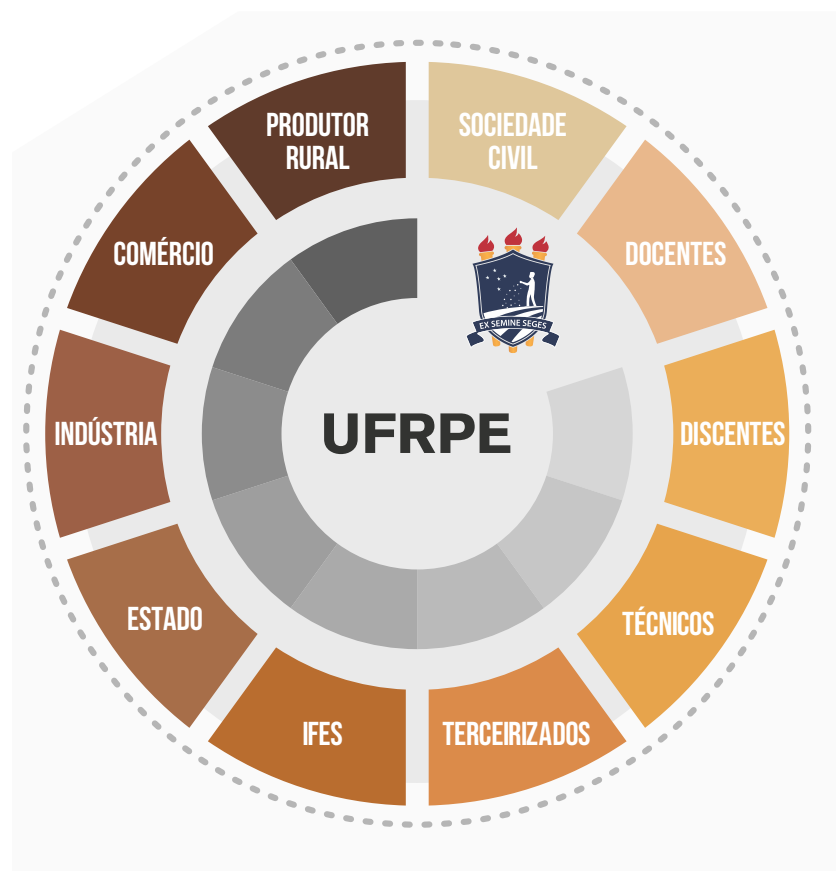 PRODUTOR
RURAL
SOCIEDADE
CIVIL
COMÉRCIO
DOCENTES
EX SEMINE SEGES
INDÚSTRIA
UFRPE
DISCENTES
ESTADO
TÉCNICOS
IFES
TERCEIRIZADOS